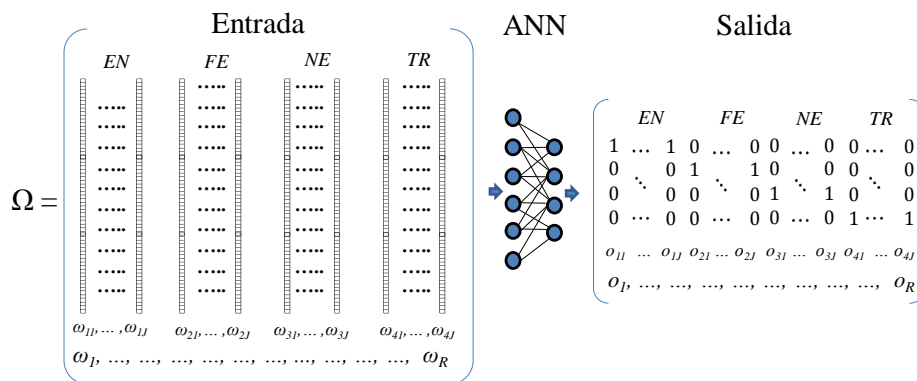 Entrada ANN Salida
EN FE NE TR
EN FE NE TR
1 ... 1 0 ... 0 0 ... 0 0 ... 0
0 0 1 1 0 0 0 0
Ω =
0 ⋱ 0 0 ⋱ 0 1 ⋱ 1 0 ⋱ 0
0 ... 0 0 ... 0 0 ... 0 1 ... 1
o₁₁ ... o₁J o₂₁ ... o₂J o₃₁ ... o₃J o₄₁ ... o₄J
o₁, ..., ..., ..., ..., ..., ..., ..., o_R
ω₁₁, ... ,ω₁J ω₂₁, ... ,ω₂J ω₃₁, ... ,ω₃J ω₄₁, ... ,ω₄J
ω₁, ..., ..., ..., ..., ..., ..., ..., ..., ..., ω_R